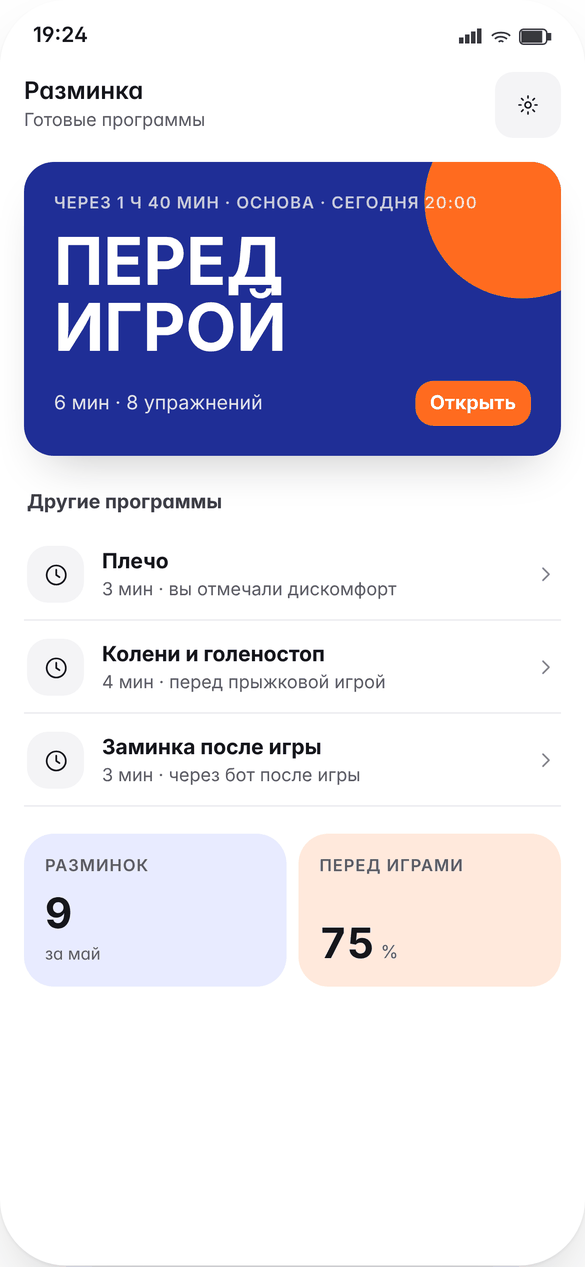 19:24
Разминка
Готовые программы
ЧЕРЕЗ 1 Ч 40 МИН · ОСНОВА · СЕГОДНЯ 20:00
ПЕРЕД
ИГРОЙ
6 мин · 8 упражнений
Открыть
Другие программы
Плечо
3 мин · вы отмечали дискомфорт
Колени и голеностоп
4 мин · перед прыжковой игрой
Заминка после игры
3 мин · через бот после игры
РАЗМИНОК
9
за май
ПЕРЕД ИГРАМИ
75 %